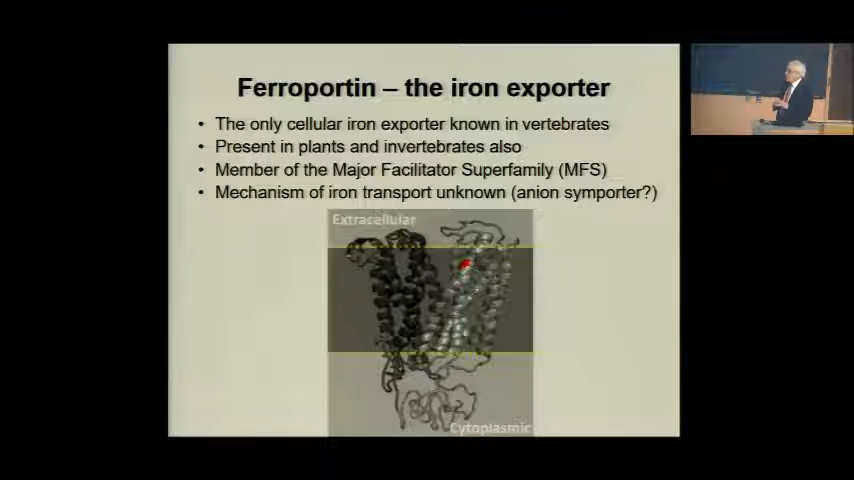 Ferroportin – the iron exporter
• The only cellular iron exporter known in vertebrates
• Present in plants and invertebrates also
• Member of the Major Facilitator Superfamily (MFS)
• Mechanism of iron transport unknown (anion symporter?)
Extracellular
Cytoplasmic